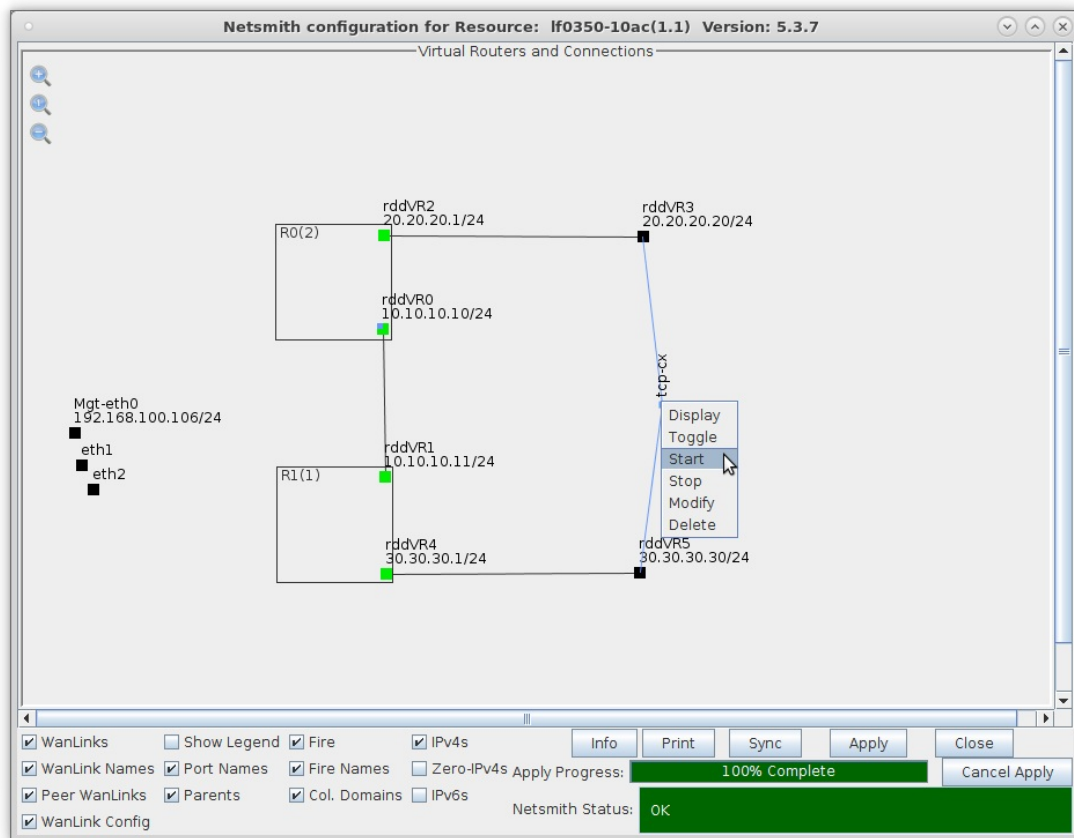 Netsmith configuration for Resource: lf0350-10ac(1.1) Version: 5.3.7
Virtual Routers and Connections
rddVR2
20.20.20.1/24
rddVR3
20.20.20.20/24
R0(2)
rddVR0
10.10.10.10/24
tcp-cx
Mgt-eth0
192.168.100.106/24
eth1
eth2
Display
Toggle
Start
Stop
Modify
Delete
rddVR1
10.10.10.11/24
R1(1)
rddVR4
30.30.30.1/24
rddVR5
30.30.30.30/24
WanLinks Show Legend Fire IPv4s Info Print Sync Apply Close
WanLink Names Port Names Fire Names Zero-IPv4s Apply Progress: 100% Complete Cancel Apply
Peer WanLinks Parents Col. Domains IPv6s Netsmith Status: OK
WanLink Config